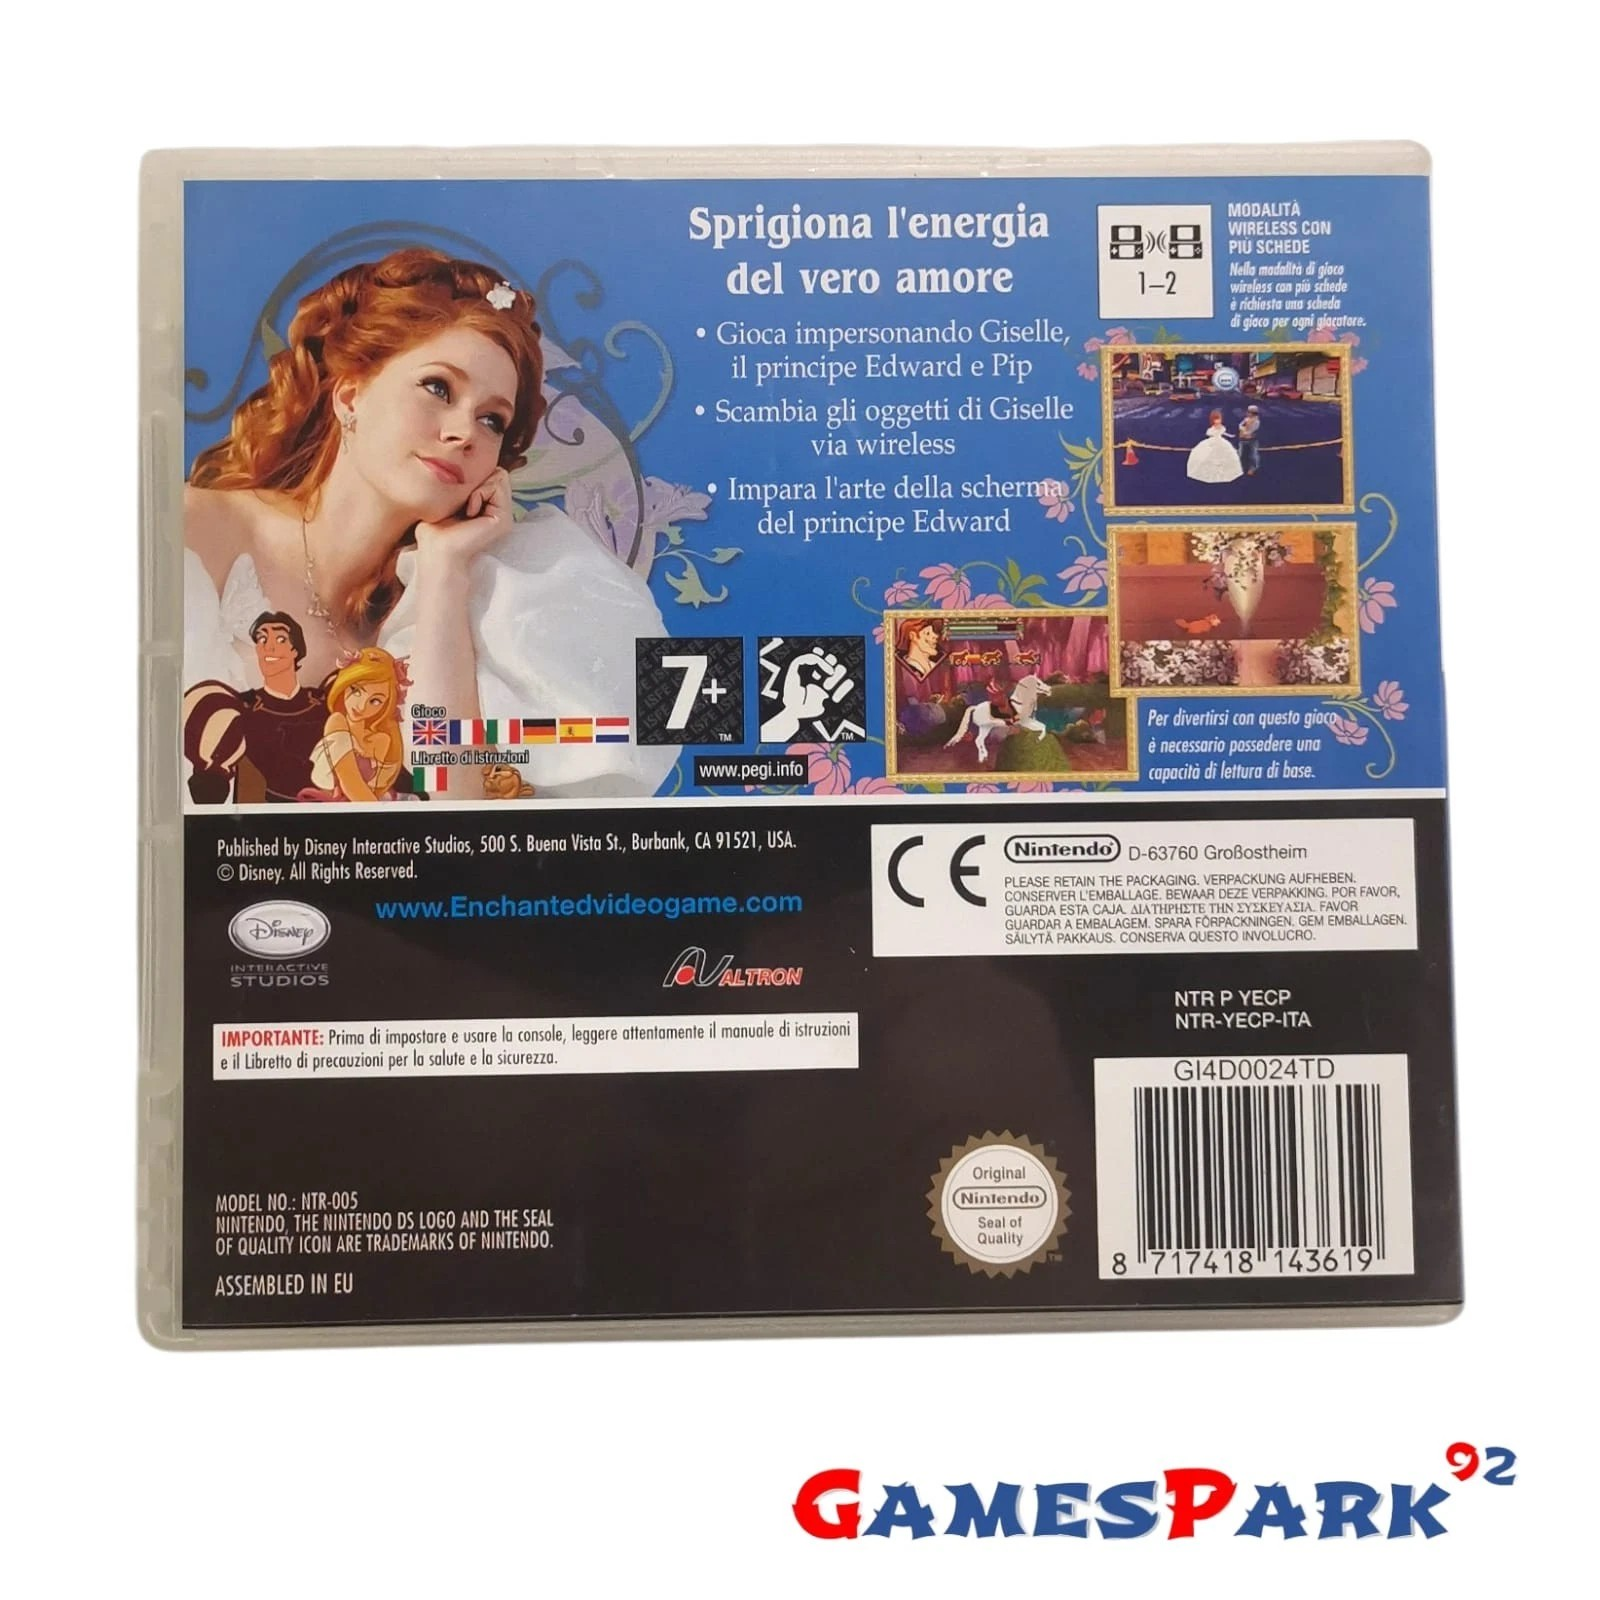 Sprigiona l'energia
del vero amore
• Gioca impersonando Giselle,
il principe Edward e Pip
• Scambia gli oggetti di Giselle
via wireless
• Impara l'arte della scherma
del principe Edward
1–2
MODALITÀ
WIRELESS CON
PIÙ SCHEDE
Nella modalità di gioco
wireless con più schede
è richiesta una scheda
di gioco per ogni giocatore.
Gioco
Libretto di istruzioni
7+
TM
TM
www.pegi.info
Per divertirsi con questo gioco
è necessario possedere una
capacità di lettura di base.
Published by Disney Interactive Studios, 500 S. Buena Vista St., Burbank, CA 91521, USA.
© Disney. All Rights Reserved.
www.Enchantedvideogame.com
Disney
INTERACTIVE
STUDIOS
ALTRON
IMPORTANTE: Prima di impostare e usare la console, leggere attentamente il manuale di istruzioni
e il Libretto di precauzioni per la salute e la sicurezza.
CE
Nintendo® D-63760 Großostheim
PLEASE RETAIN THE PACKAGING. VERPACKUNG AUFHEBEN.
CONSERVER L'EMBALLAGE. BEWAAR DEZE VERPAKKING. POR FAVOR,
GUARDA ESTA CAJA. ΔΙΑΤΗΡΗΣΤΕ ΤΗΝ ΣΥΣΚΕΥΑΣΙΑ. FAVOR
GUARDAR A EMBALAGEM. SPARA FÖRPACKNINGEN. GEM EMBALLAGEN.
SÄILYTÄ PAKKAUS. CONSERVA QUESTO INVOLUCRO.
NTR P YECP
NTR-YECP-ITA
GI4D0024TD
8 717418 143619
Original
Nintendo
Seal of
Quality
TM
MODEL NO.: NTR-005
NINTENDO, THE NINTENDO DS LOGO AND THE SEAL
OF QUALITY ICON ARE TRADEMARKS OF NINTENDO.
ASSEMBLED IN EU
GAMESPARK 92